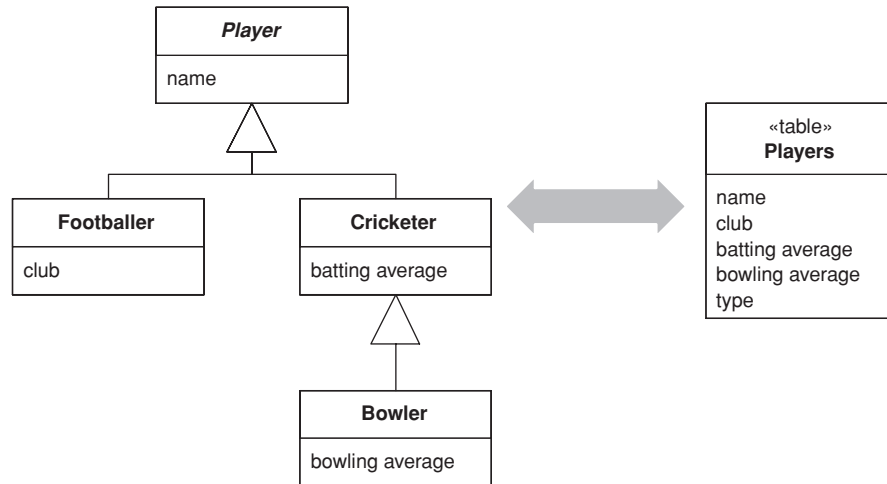 Player
name
Footballer
club
Cricketer
batting average
Bowler
bowling average
«table»
Players
name
club
batting average
bowling average
type